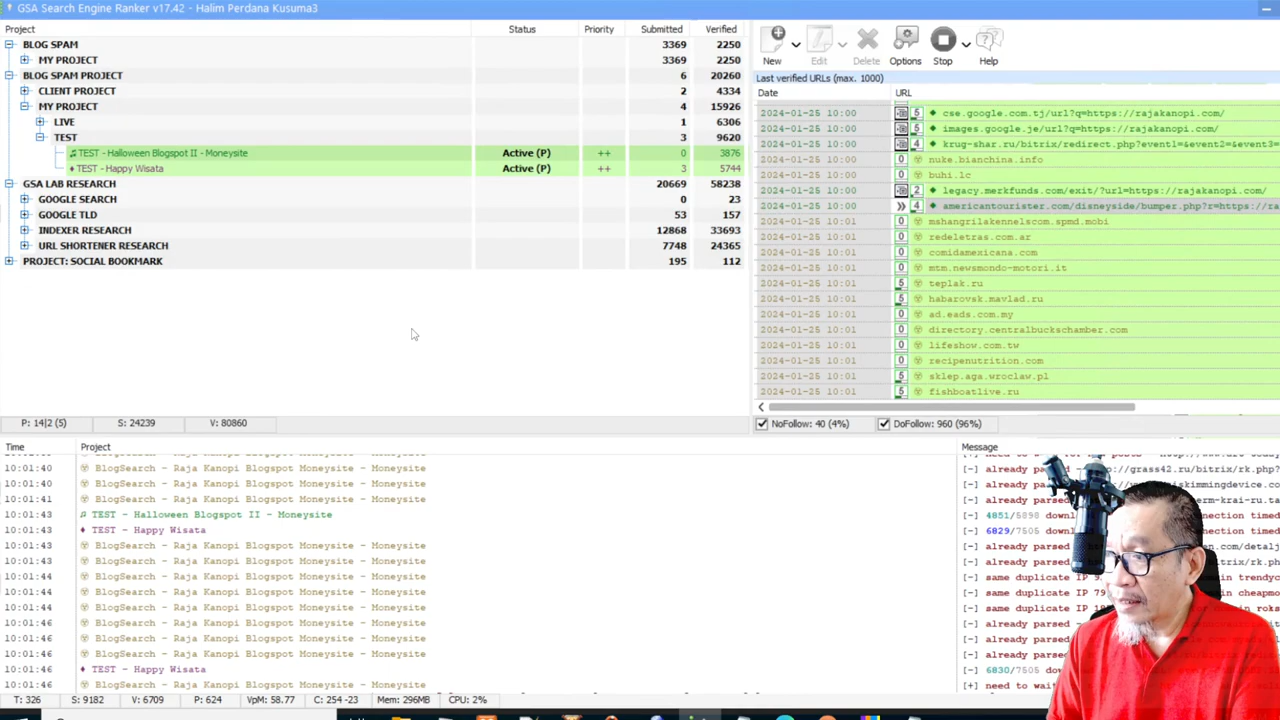 GSA Search Engine Ranker v17.42 - Halim Perdana Kusuma3
Project Status Priority Submitted Verified
BLOG SPAM 3369 2250
MY PROJECT 3369 2250
BLOG SPAM PROJECT 6 20260
CLIENT PROJECT 2 4334
MY PROJECT 4 15926
LIVE 1 6306
TEST 3 9620
TEST - Halloween Blogspot II - Moneysite Active (P) ++ 0 3876
TEST - Happy Wisata Active (P) ++ 3 5744
GSA LAB RESEARCH 20669 58238
GOOGLE SEARCH 0 23
GOOGLE TLD 53 157
INDEXER RESEARCH 12868 33693
URL SHORTENER RESEARCH 7748 24365
PROJECT: SOCIAL BOOKMARK 195 112
P: 14|2 (5) S: 24239 V: 80860
New Edit Delete Options Stop Help
Last verified URLs (max. 1000)
Date URL
2024-01-25 10:00 5 cse.google.com.tj/url?q=https://rajakanopi.com/
2024-01-25 10:00 5 images.google.je/url?q=https://rajakanopi.com/
2024-01-25 10:00 4 krug-shar.ru/bitrix/redirect.php?event1=&event2=&event3=
2024-01-25 10:00 0 nuke.bianchina.info
2024-01-25 10:00 0 buhi.lc
2024-01-25 10:00 2 legacy.merkfunds.com/exit/?url=https://rajakanopi.com/
2024-01-25 10:00 4 americantourister.com/disneyside/bumper.php?r=https://ra
2024-01-25 10:01 0 mshangrilakennelscom.spmd.mobi
2024-01-25 10:01 0 redeletras.com.ar
2024-01-25 10:01 0 comidamexicana.com
2024-01-25 10:01 0 mtm.newsmondo-motori.it
2024-01-25 10:01 5 teplak.ru
2024-01-25 10:01 5 habarovsk.mavlad.ru
2024-01-25 10:01 0 ad.eads.com.my
2024-01-25 10:01 0 directory.centralbuckschamber.com
2024-01-25 10:01 0 lifeshow.com.tw
2024-01-25 10:01 0 recipenutrition.com
2024-01-25 10:01 5 sklep.aga.wroclaw.pl
2024-01-25 10:01 5 fishboatlive.ru
NoFollow: 40 (4%) DoFollow: 960 (96%)
Time Project Message
10:01:40 BlogSearch - Raja Kanopi Blogspot Moneysite - Moneysite [-] already parsed
10:01:40 BlogSearch - Raja Kanopi Blogspot Moneysite - Moneysite [-] already parsed
10:01:41 BlogSearch - Raja Kanopi Blogspot Moneysite - Moneysite [-] already parsed
10:01:43 TEST - Halloween Blogspot II - Moneysite [-] 4851/5898
10:01:43 TEST - Happy Wisata [-] 6829/7505
10:01:43 BlogSearch - Raja Kanopi Blogspot Moneysite - Moneysite [-] already parsed
10:01:43 BlogSearch - Raja Kanopi Blogspot Moneysite - Moneysite [-] already parsed
10:01:44 BlogSearch - Raja Kanopi Blogspot Moneysite - Moneysite [-] same duplicate IP
10:01:44 BlogSearch - Raja Kanopi Blogspot Moneysite - Moneysite [-] same duplicate IP
10:01:44 BlogSearch - Raja Kanopi Blogspot Moneysite - Moneysite [-] same duplicate IP
10:01:46 BlogSearch - Raja Kanopi Blogspot Moneysite - Moneysite [-] already parsed
10:01:46 BlogSearch - Raja Kanopi Blogspot Moneysite - Moneysite [-] already parsed
10:01:46 BlogSearch - Raja Kanopi Blogspot Moneysite - Moneysite [-] already parsed
10:01:46 TEST - Happy Wisata [-] 6830/7505
10:01:46 BlogSearch - Raja Kanopi Blogspot Moneysite - Moneysite [+] need to
T: 326 S: 9182 V: 6709 P: 624 VpM: 58.77 C: 254 -23 Mem: 296MB CPU: 2%